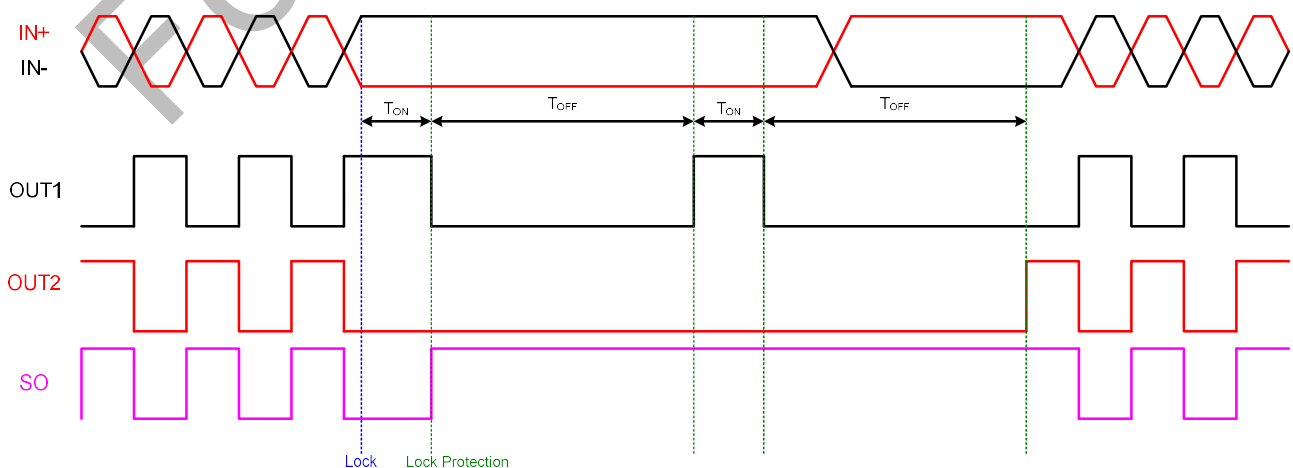 IN+
IN-
TON
TOFF
TON
TOFF
OUT1
OUT2
SO
Lock
Lock Protection